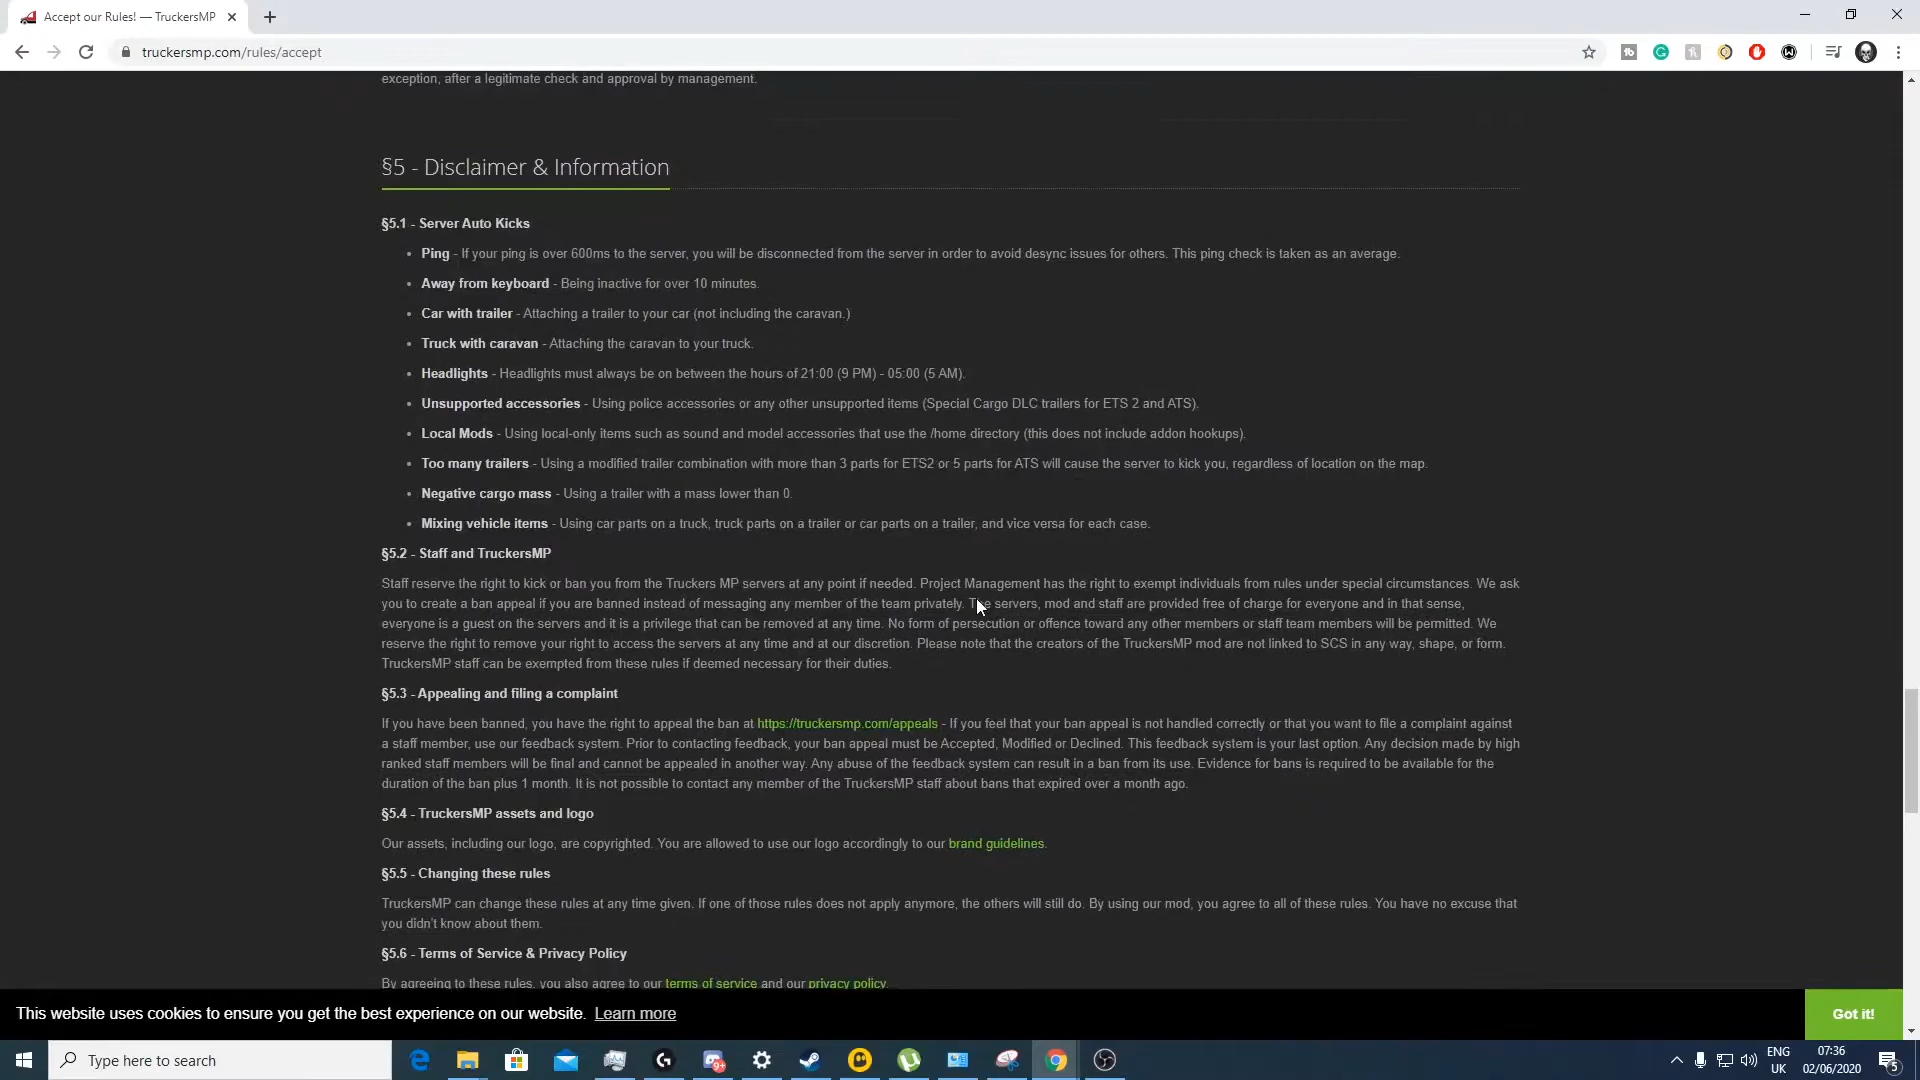 Accept our Rules! — TruckersMP
truckersmp.com/rules/accept
exception, after a legitimate check and approval by management.
§5 - Disclaimer & Information
§5.1 - Server Auto Kicks
• Ping - If your ping is over 600ms to the server, you will be disconnected from the server in order to avoid desync issues for others. This ping check is taken as an average.
• Away from keyboard - Being inactive for over 10 minutes.
• Car with trailer - Attaching a trailer to your car (not including the caravan.)
• Truck with caravan - Attaching the caravan to your truck.
• Headlights - Headlights must always be on between the hours of 21:00 (9 PM) - 05:00 (5 AM).
• Unsupported accessories - Using police accessories or any other unsupported items (Special Cargo DLC trailers for ETS 2 and ATS).
• Local Mods - Using local-only items such as sound and model accessories that use the /home directory (this does not include addon hookups).
• Too many trailers - Using a modified trailer combination with more than 3 parts for ETS2 or 5 parts for ATS will cause the server to kick you, regardless of location on the map.
• Negative cargo mass - Using a trailer with a mass lower than 0.
• Mixing vehicle items - Using car parts on a truck, truck parts on a trailer or car parts on a trailer, and vice versa for each case.
§5.2 - Staff and TruckersMP
Staff reserve the right to kick or ban you from the Truckers MP servers at any point if needed. Project Management has the right to exempt individuals from rules under special circumstances. We ask
you to create a ban appeal if you are banned instead of messaging any member of the team privately. The servers, mod and staff are provided free of charge for everyone and in that sense,
everyone is a guest on the servers and it is a privilege that can be removed at any time. No form of persecution or offence toward any other members or staff team members will be permitted. We
reserve the right to remove your right to access the servers at any time and at our discretion. Please note that the creators of the TruckersMP mod are not linked to SCS in any way, shape, or form.
TruckersMP staff can be exempted from these rules if deemed necessary for their duties.
§5.3 - Appealing and filing a complaint
If you have been banned, you have the right to appeal the ban at https://truckersmp.com/appeals - If you feel that your ban appeal is not handled correctly or that you want to file a complaint against
a staff member, use our feedback system. Prior to contacting feedback, your ban appeal must be Accepted, Modified or Declined. This feedback system is your last option. Any decision made by high
ranked staff members will be final and cannot be appealed in another way. Any abuse of the feedback system can result in a ban from its use. Evidence for bans is required to be available for the
duration of the ban plus 1 month. It is not possible to contact any member of the TruckersMP staff about bans that expired over a month ago.
§5.4 - TruckersMP assets and logo
Our assets, including our logo, are copyrighted. You are allowed to use our logo accordingly to our brand guidelines.
§5.5 - Changing these rules
TruckersMP can change these rules at any time given. If one of those rules does not apply anymore, the others will still do. By using our mod, you agree to all of these rules. You have no excuse that
you didn't know about them.
§5.6 - Terms of Service & Privacy Policy
By agreeing to these rules, you also agree to our terms of service and our privacy policy.
This website uses cookies to ensure you get the best experience on our website. Learn more
Got it!
Type here to search
9+
ENG
UK
07:36
02/06/2020
5